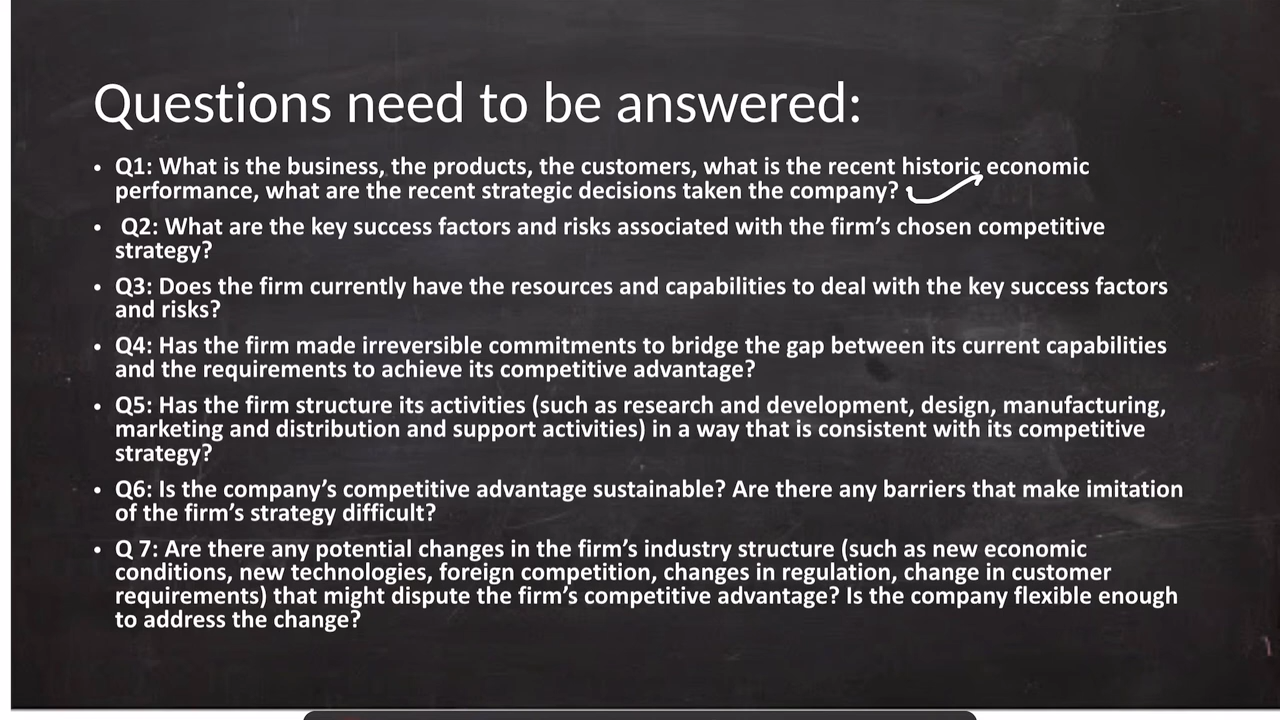 Questions need to be answered:
• Q1: What is the business, the products, the customers, what is the recent historic economic
performance, what are the recent strategic decisions taken the company?
• Q2: What are the key success factors and risks associated with the firm’s chosen competitive
strategy?
• Q3: Does the firm currently have the resources and capabilities to deal with the key success factors
and risks?
• Q4: Has the firm made irreversible commitments to bridge the gap between its current capabilities
and the requirements to achieve its competitive advantage?
• Q5: Has the firm structure its activities (such as research and development, design, manufacturing,
marketing and distribution and support activities) in a way that is consistent with its competitive
strategy?
• Q6: Is the company’s competitive advantage sustainable? Are there any barriers that make imitation
of the firm’s strategy difficult?
• Q 7: Are there any potential changes in the firm’s industry structure (such as new economic
conditions, new technologies, foreign competition, changes in regulation, change in customer
requirements) that might dispute the firm’s competitive advantage? Is the company flexible enough
to address the change?